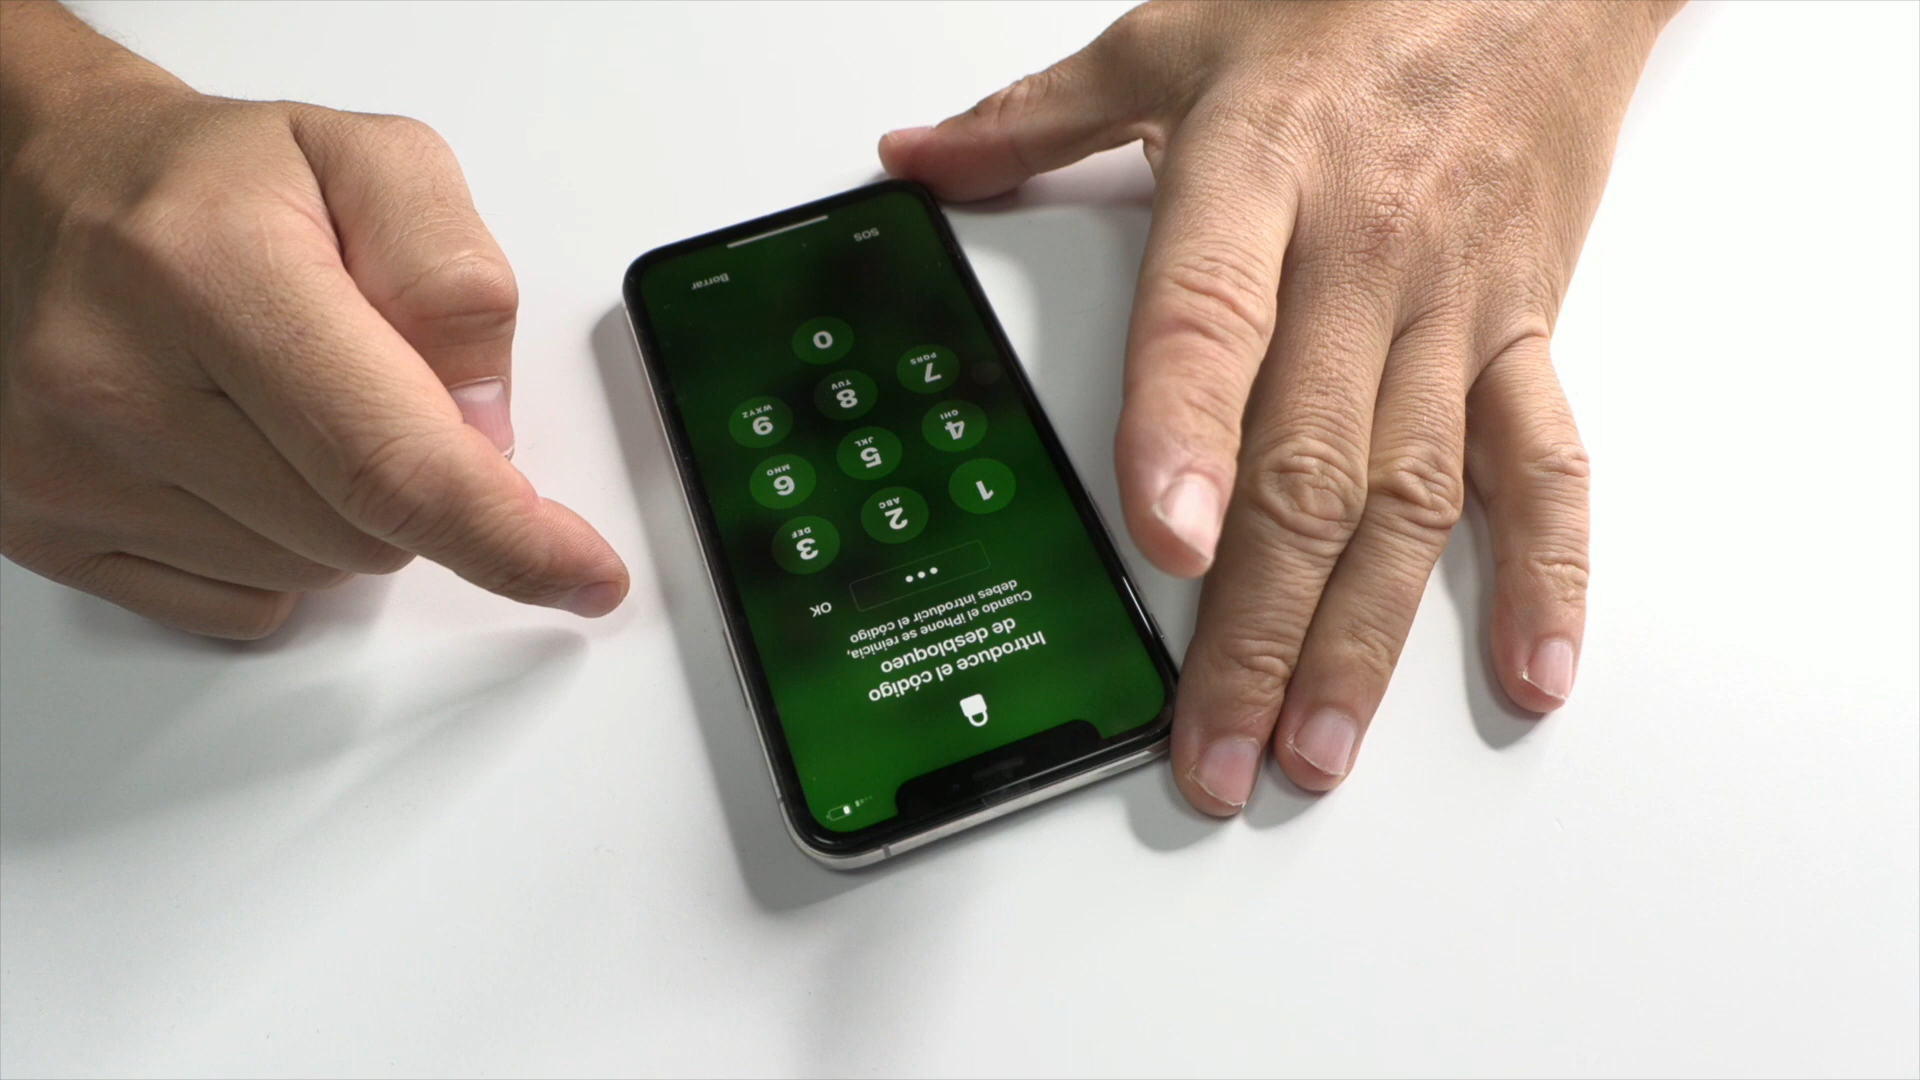 Introduce el código
de desbloqueo
Cuando el iPhone se reinicia,
debes introducir el código
OK
1
2
ABC
3
DEF
4
GHI
5
JKL
6
MNO
7
PQRS
8
TUV
9
WXYZ
0
SOS
Borrar